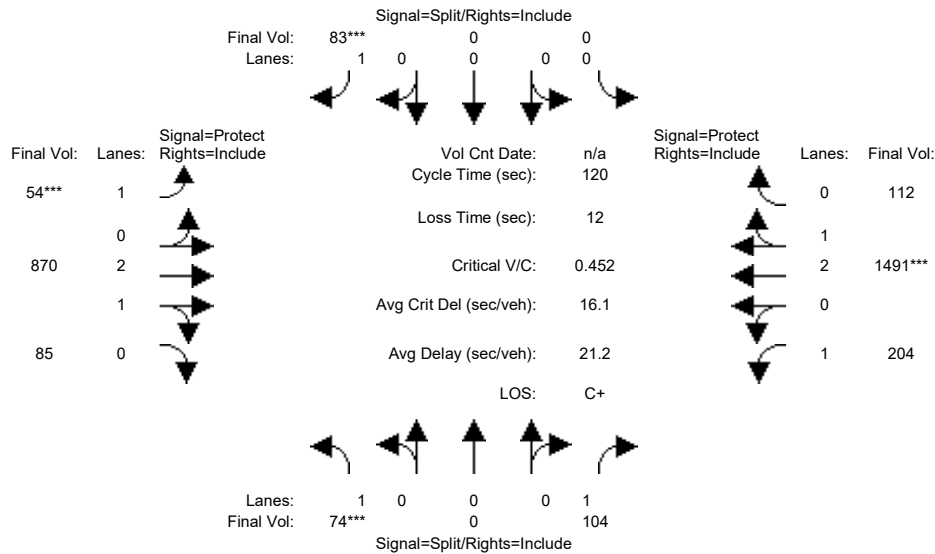 Signal=Split/Rights=Include
Final Vol: 83*** 0 0
Lanes: 1 0 0 0 0
Signal=Protect Signal=Protect
Final Vol: Lanes: Rights=Include Vol Cnt Date: n/a Rights=Include Lanes: Final Vol:
Cycle Time (sec): 120
54*** 1 0 112
Loss Time (sec): 12
0 1
870 2 Critical V/C: 0.452 2 1491***
1 Avg Crit Del (sec/veh): 16.1 0
85 0 Avg Delay (sec/veh): 21.2 1 204
LOS: C+
Lanes: 1 0 0 0 1
Final Vol: 74*** 0 104
Signal=Split/Rights=Include